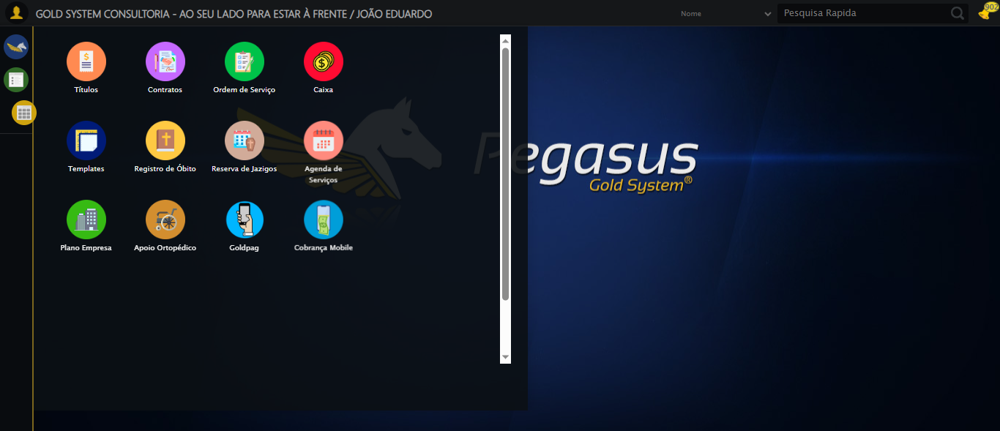 GOLD SYSTEM CONSULTORIA - AO SEU LADO PARA ESTAR À FRENTE / JOÃO EDUARDO
Nome
Pesquisa Rapida
902
Títulos
Contratos
Ordem de Serviço
Caixa
Templates
Registro de Óbito
Reserva de Jazigos
Agenda de
Serviços
Plano Empresa
Apoio Ortopédico
Goldpag
Cobrança Mobile
Pegasus
Gold System®